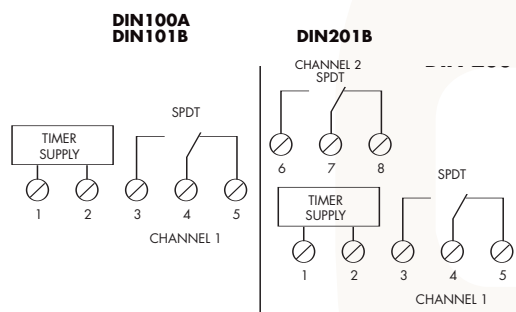 DIN100A
DIN101B
SPDT
TIMER
SUPPLY
1 2 3 4 5
CHANNEL 1
DIN201B
CHANNEL 2
SPDT
6 7 8
SPDT
TIMER
SUPPLY
1 2 3 4 5
CHANNEL 1